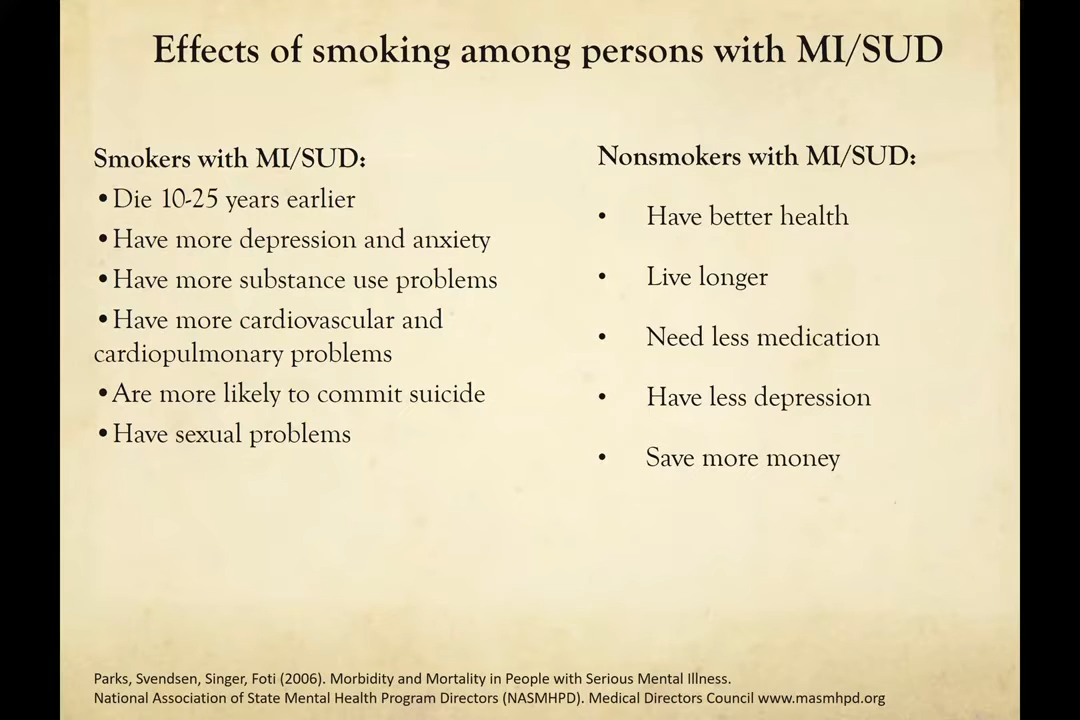 Effects of smoking among persons with MI/SUD
Smokers with MI/SUD:
•Die 10-25 years earlier
•Have more depression and anxiety
•Have more substance use problems
•Have more cardiovascular and
cardiopulmonary problems
•Are more likely to commit suicide
•Have sexual problems
Nonsmokers with MI/SUD:
• Have better health
• Live longer
• Need less medication
• Have less depression
• Save more money
Parks, Svendsen, Singer, Foti (2006). Morbidity and Mortality in People with Serious Mental Illness.
National Association of State Mental Health Program Directors (NASMHPD). Medical Directors Council www.masmhpd.org